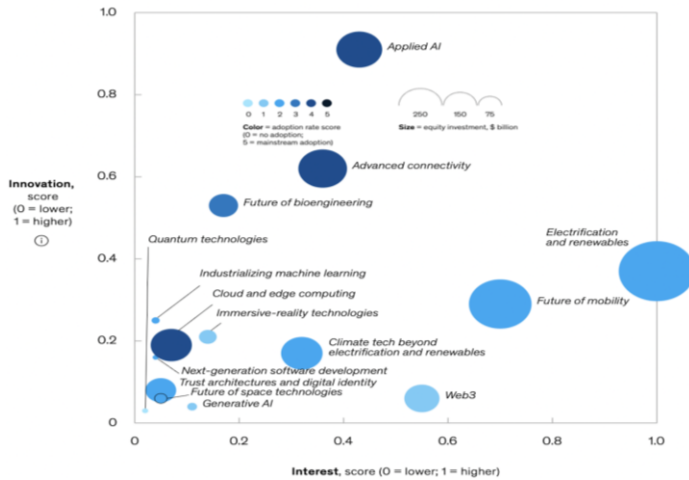 1.0
Applied AI
0.8
0 1 2 3 4 5
250 150 75
Color = adoption rate score
(0 = no adoption;
5 = mainstream adoption)
Size = equity investment, $ billion
Advanced connectivity
0.6
Innovation,
score
(0 = lower;
1 = higher)
i
Future of bioengineering
Quantum technologies
Electrification
and renewables
0.4
Industrializing machine learning
Cloud and edge computing
Future of mobility
Immersive-reality technologies
0.2
Climate tech beyond
electrification and renewables
Next-generation software development
Trust architectures and digital identity
Future of space technologies
Web3
Generative AI
0
0 0.2 0.4 0.6 0.8 1.0
Interest, score (0 = lower; 1 = higher)